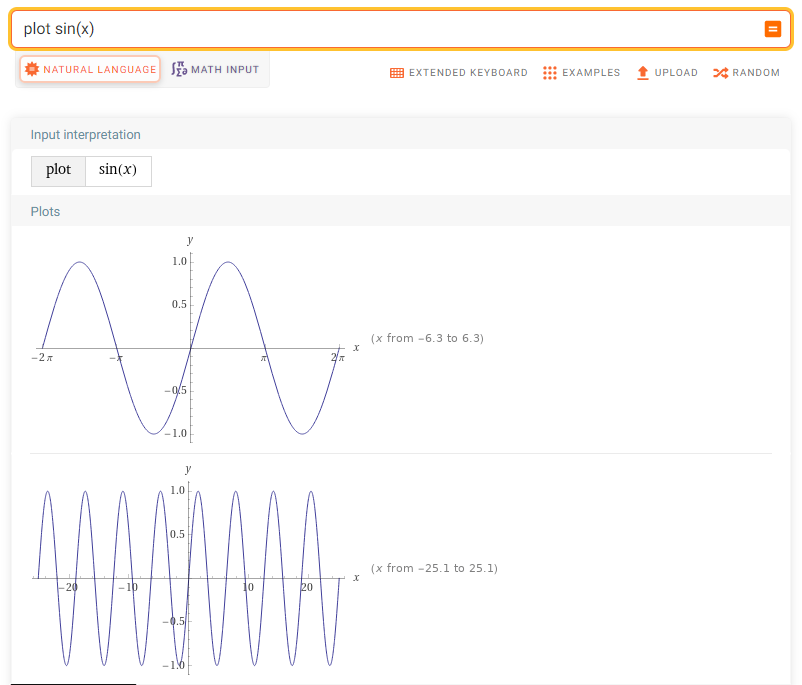 plot sin(x)
NATURAL LANGUAGE
MATH INPUT
EXTENDED KEYBOARD
EXAMPLES
UPLOAD
RANDOM
Input interpretation
plot sin(x)
Plots
y
1.0
0.5
x
(x from −6.3 to 6.3)
−2 π
−π
π
2 π
−0.5
−1.0
y
1.0
0.5
x
(x from −25.1 to 25.1)
−20
−10
10
20
−0.5
−1.0